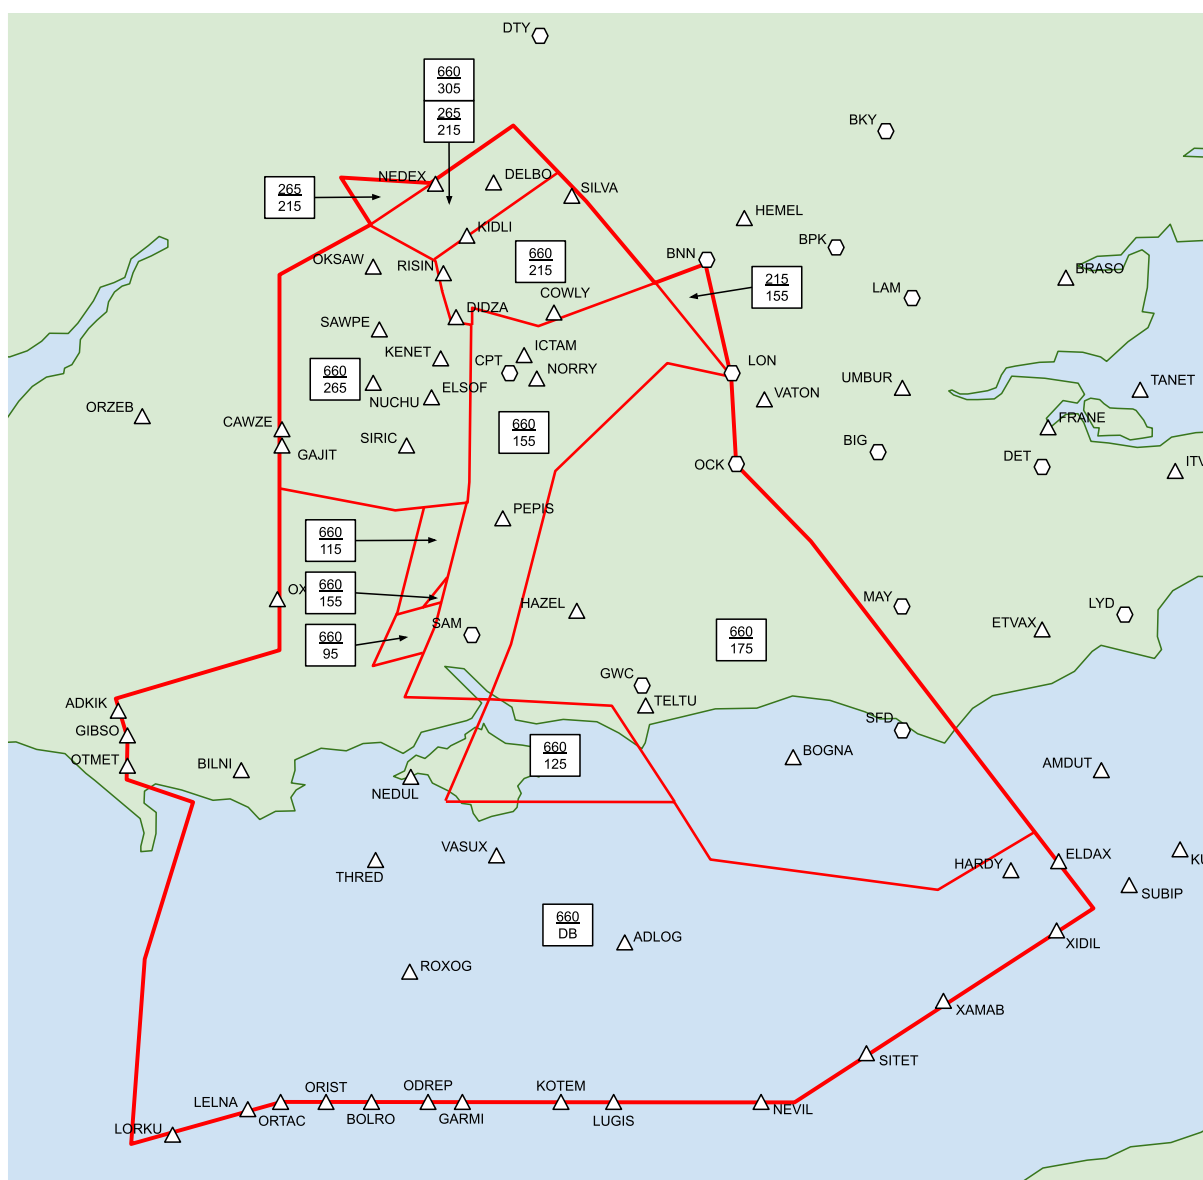 DTY
660
305
BKY
265
215
NEDEX
DELBO
SILVA
265
215
HEMEL
KIDLI
BPK
OKSAW
RISIN
660
215
BNN
BRASO
215
155
LAM
COWLY
DIDZA
SAWPE
KENET
ICTAM
CPT
LON
NORRY
660
265
ELSOF
NUCHU
UMBUR
TANET
VATON
ORZEB
CAWZE
GAJIT
SIRIC
660
155
FRANE
BIG
DET
OCK
ITV
PEPIS
660
115
OX
660
155
HAZEL
MAY
LYD
SAM
ETVAX
660
95
660
175
GWC
TELTU
ADKIK
GIBSO
SFD
OTMET
BILNI
660
125
BOGNA
AMDUT
NEDUL
VASUX
THRED
HARDY
ELDAX
KU
SUBIP
660
DB
ADLOG
XIDIL
ROXOG
XAMAB
SITET
LELNA
ORIST
ODREP
KOTEM
NEVIL
LORKU
ORTAC
BOLRO
GARMI
LUGIS